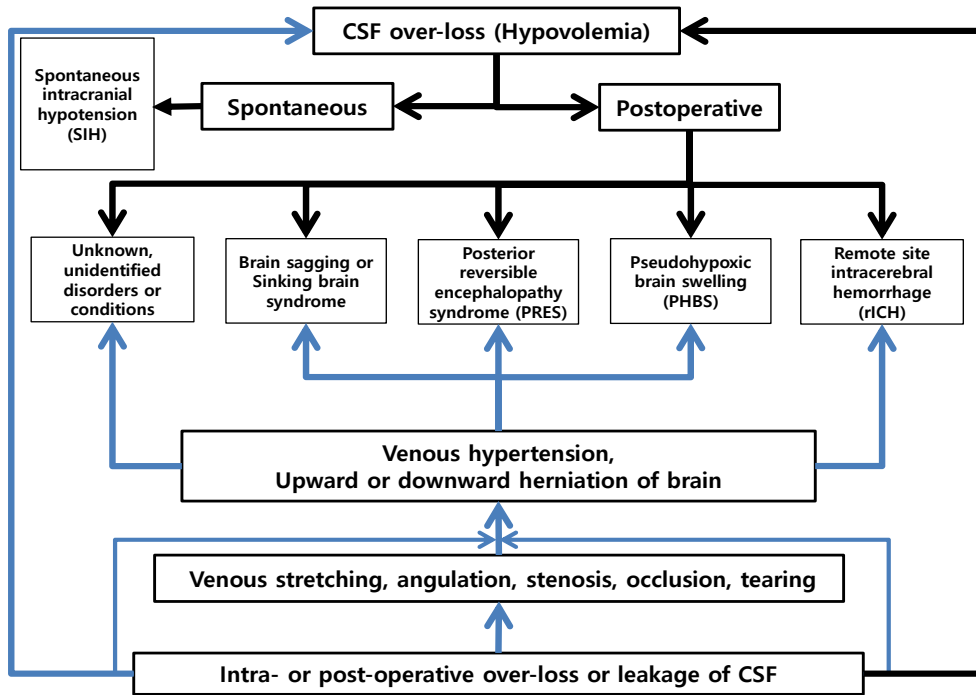 CSF over-loss (Hypovolemia)
Spontaneous
intracranial
hypotension
(SIH)
Spontaneous
Postoperative
Unknown,
unidentified
disorders or
conditions
Brain sagging or
Sinking brain
syndrome
Posterior
reversible
encephalopathy
syndrome (PRES)
Pseudohypoxic
brain swelling
(PHBS)
Remote site
intracerebral
hemorrhage
(rICH)
Venous hypertension,
Upward or downward herniation of brain
Venous stretching, angulation, stenosis, occlusion, tearing
Intra- or post-operative over-loss or leakage of CSF